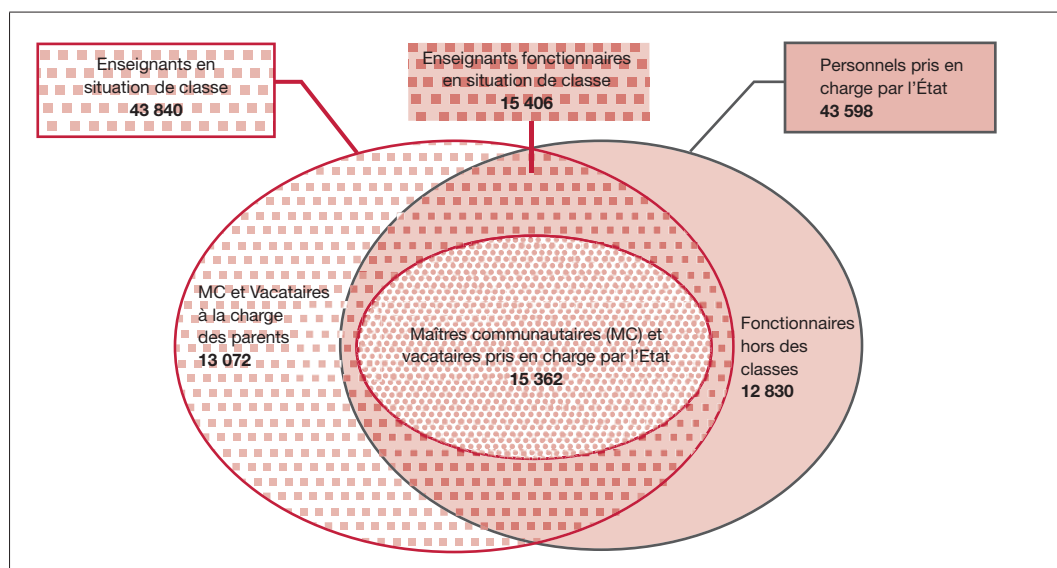 Enseignants en
situation de classe
43 840
Enseignants fonctionnaires
en situation de classe
15 406
Personnels pris en
charge par l'État
43 598
MC et Vacataires
à la charge
des parents
13 072
Maîtres communautaires (MC) et
vacataires pris en charge par l'Etat
15 362
Fonctionnaires
hors des
classes
12 830